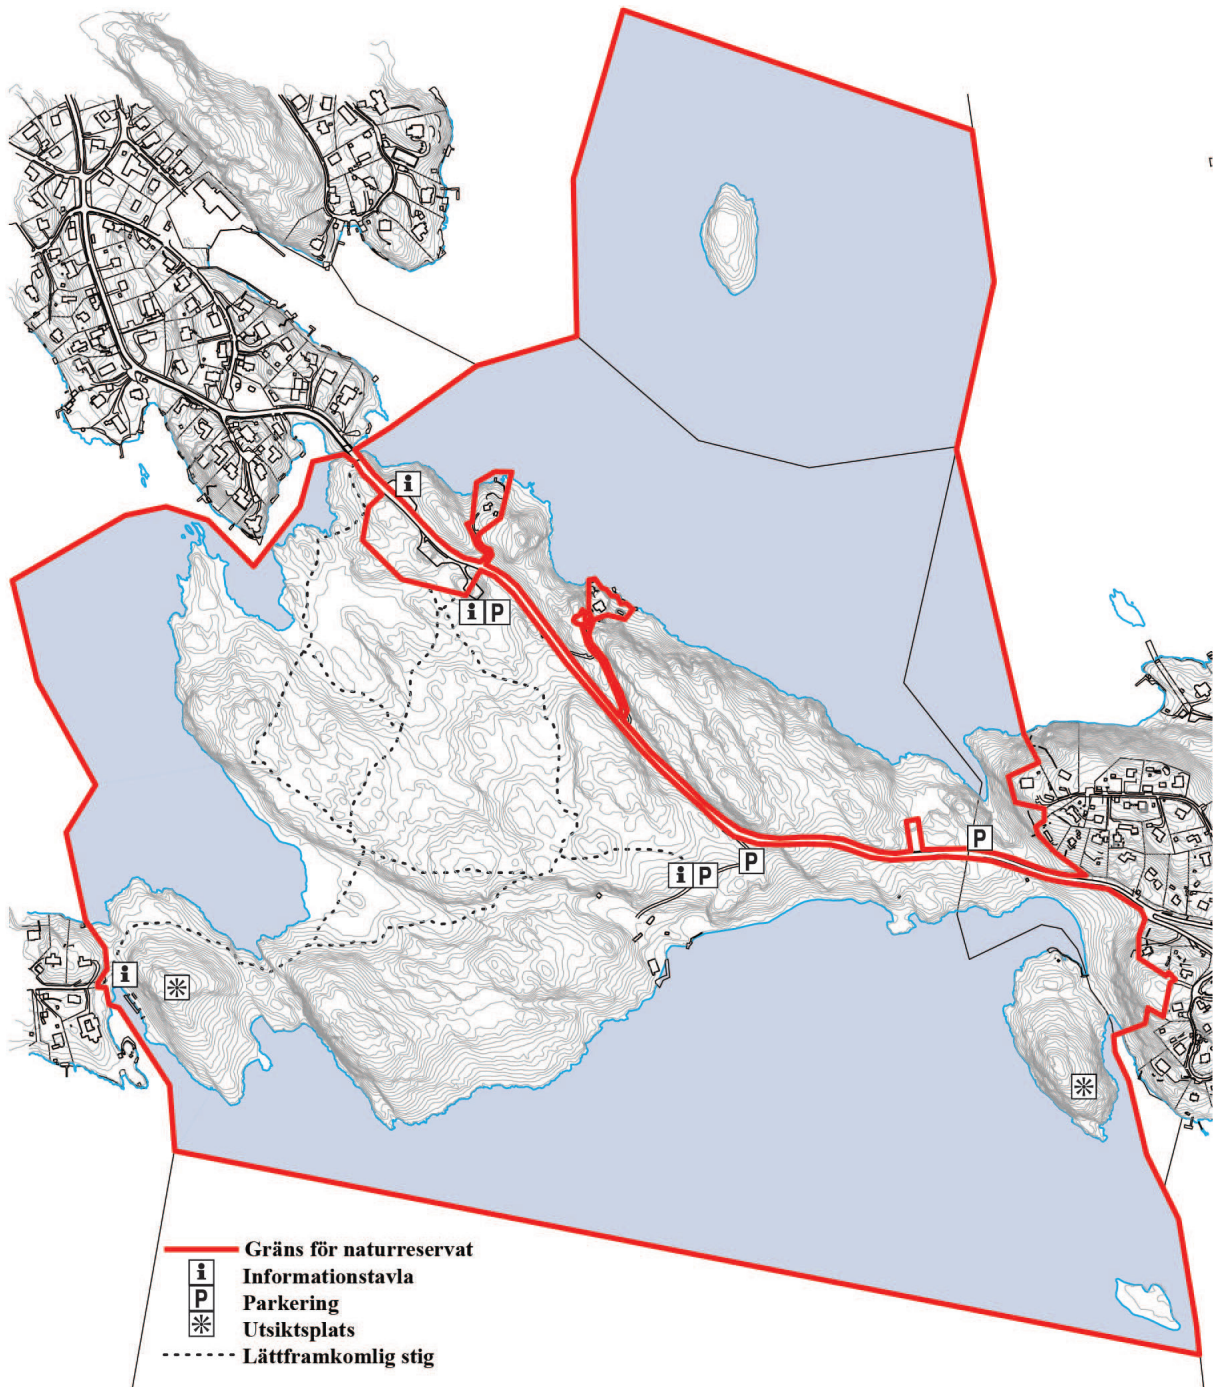 i
i P
P
P
i P
i
Gräns för naturreservat
i Informationstavla
P Parkering
Utsiktsplats
Lättframkomlig stig